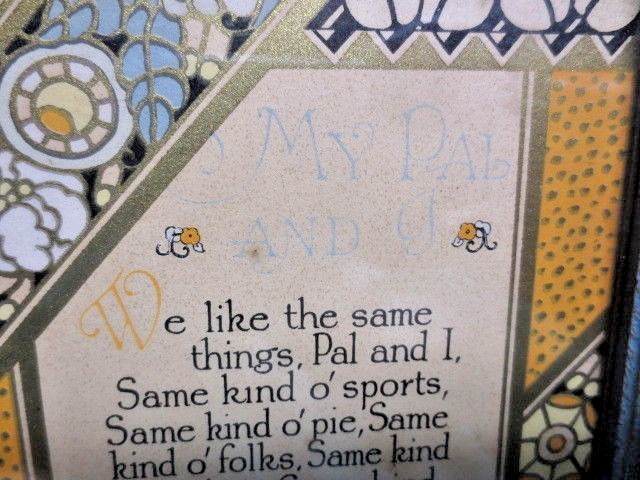 My Pal
and I
We like the same
things, Pal and I,
Same kind o' sports,
Same kind o' pie, Same
kind o' folks, Same kind